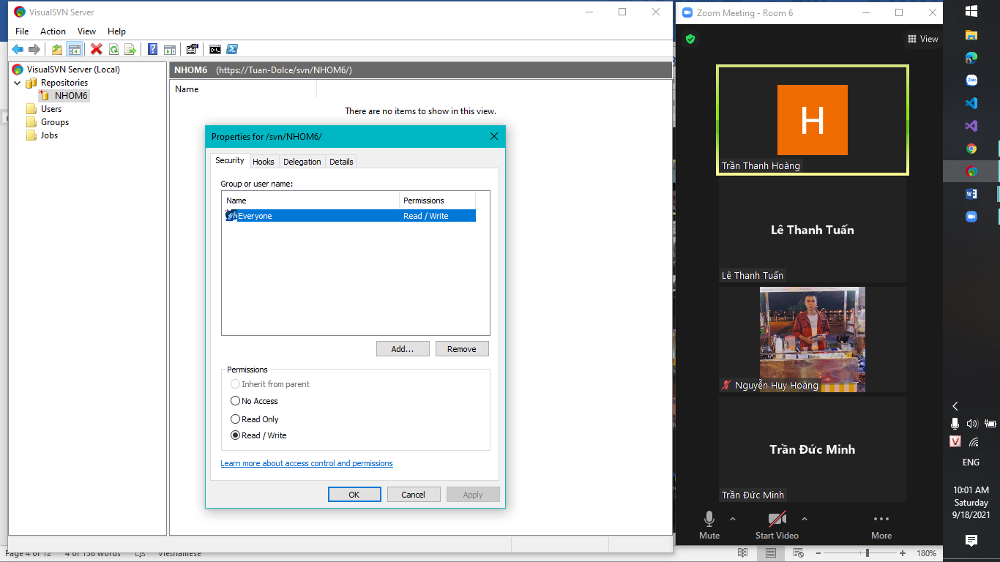 VisualSVN Server
File Action View Help
VisualSVN Server (Local)
Repositories
NHOM6
Users
Groups
Jobs
NHOM6 (https://Tuan-Dolce/svn/NHOM6/)
Name
There are no items to show in this view.
Properties for /svn/NHOM6/
Security Hooks Delegation Details
Group or user name:
Name Permissions
Everyone Read / Write
Add... Remove
Permissions
Inherit from parent
No Access
Read Only
Read / Write
Learn more about access control and permissions
OK Cancel Apply
Page 4 of 12 4 of 156 words Vietnamese
Zoom Meeting - Room 6
View
H
Trần Thanh Hoàng
Lê Thanh Tuấn
Lê Thanh Tuấn
Nguyễn Huy Hoàng
Trần Đức Minh
Trần Đức Minh
Mute Start Video More
180%
Zalo
V
ENG
10:01 AM
Saturday
9/18/2021